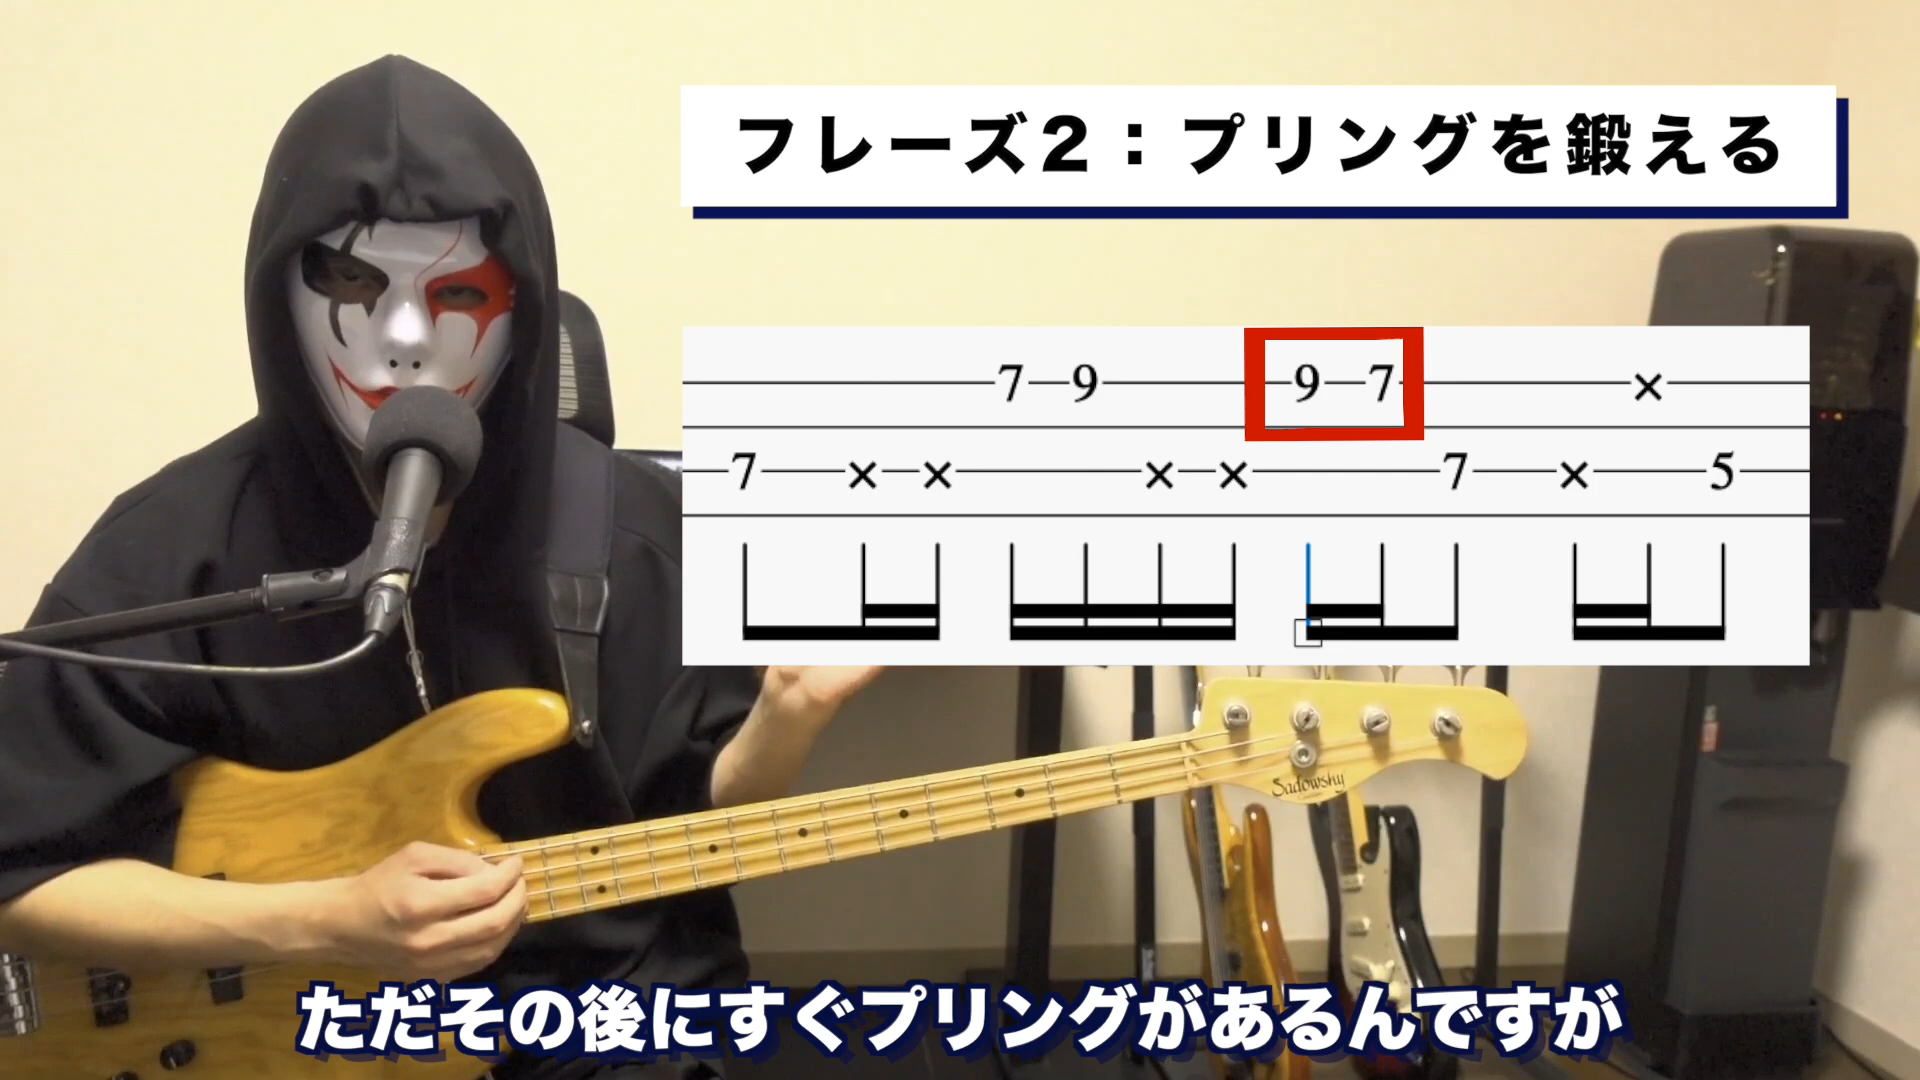 フレーズ2：プリングを鍛える
7 9 9 7 ×
7 × × × × 7 × 5
Sadowsky
ただその後にすぐプリングがあるんですが